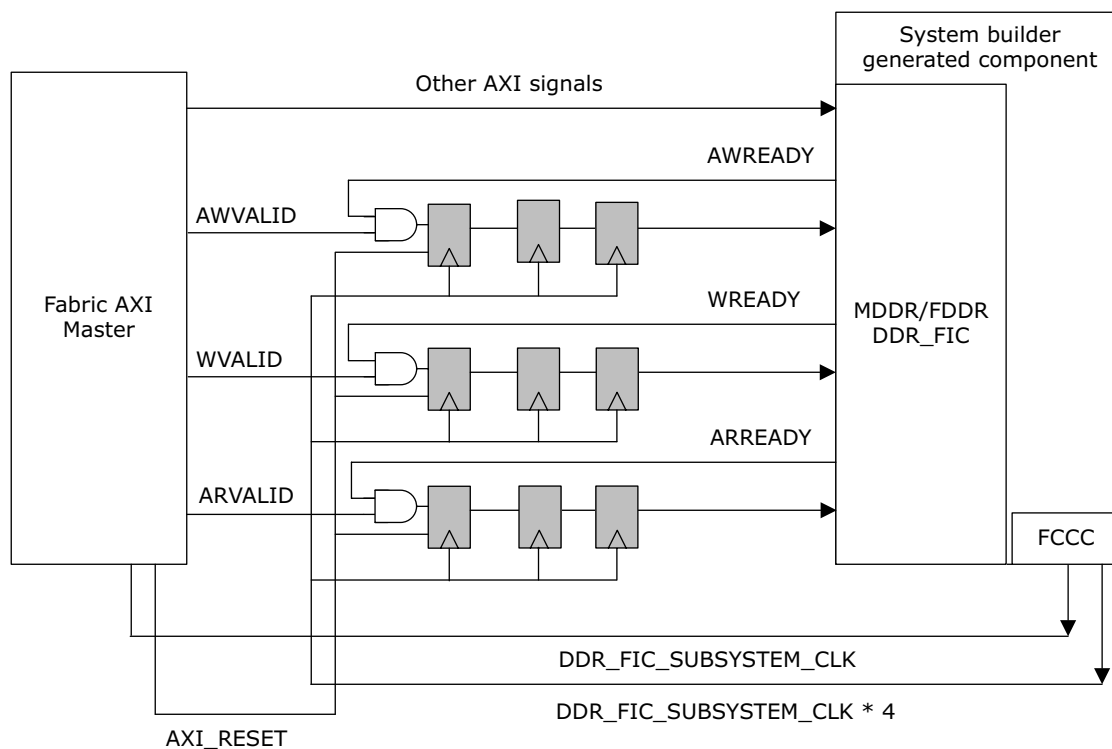 System builder
generated component
Other AXI signals
AWREADY
AWVALID
Fabric AXI
Master
WREADY
MDDR/FDDR
DDR_FIC
WVALID
ARREADY
ARVALID
FCCC
DDR_FIC_SUBSYSTEM_CLK
DDR_FIC_SUBSYSTEM_CLK * 4
AXI_RESET